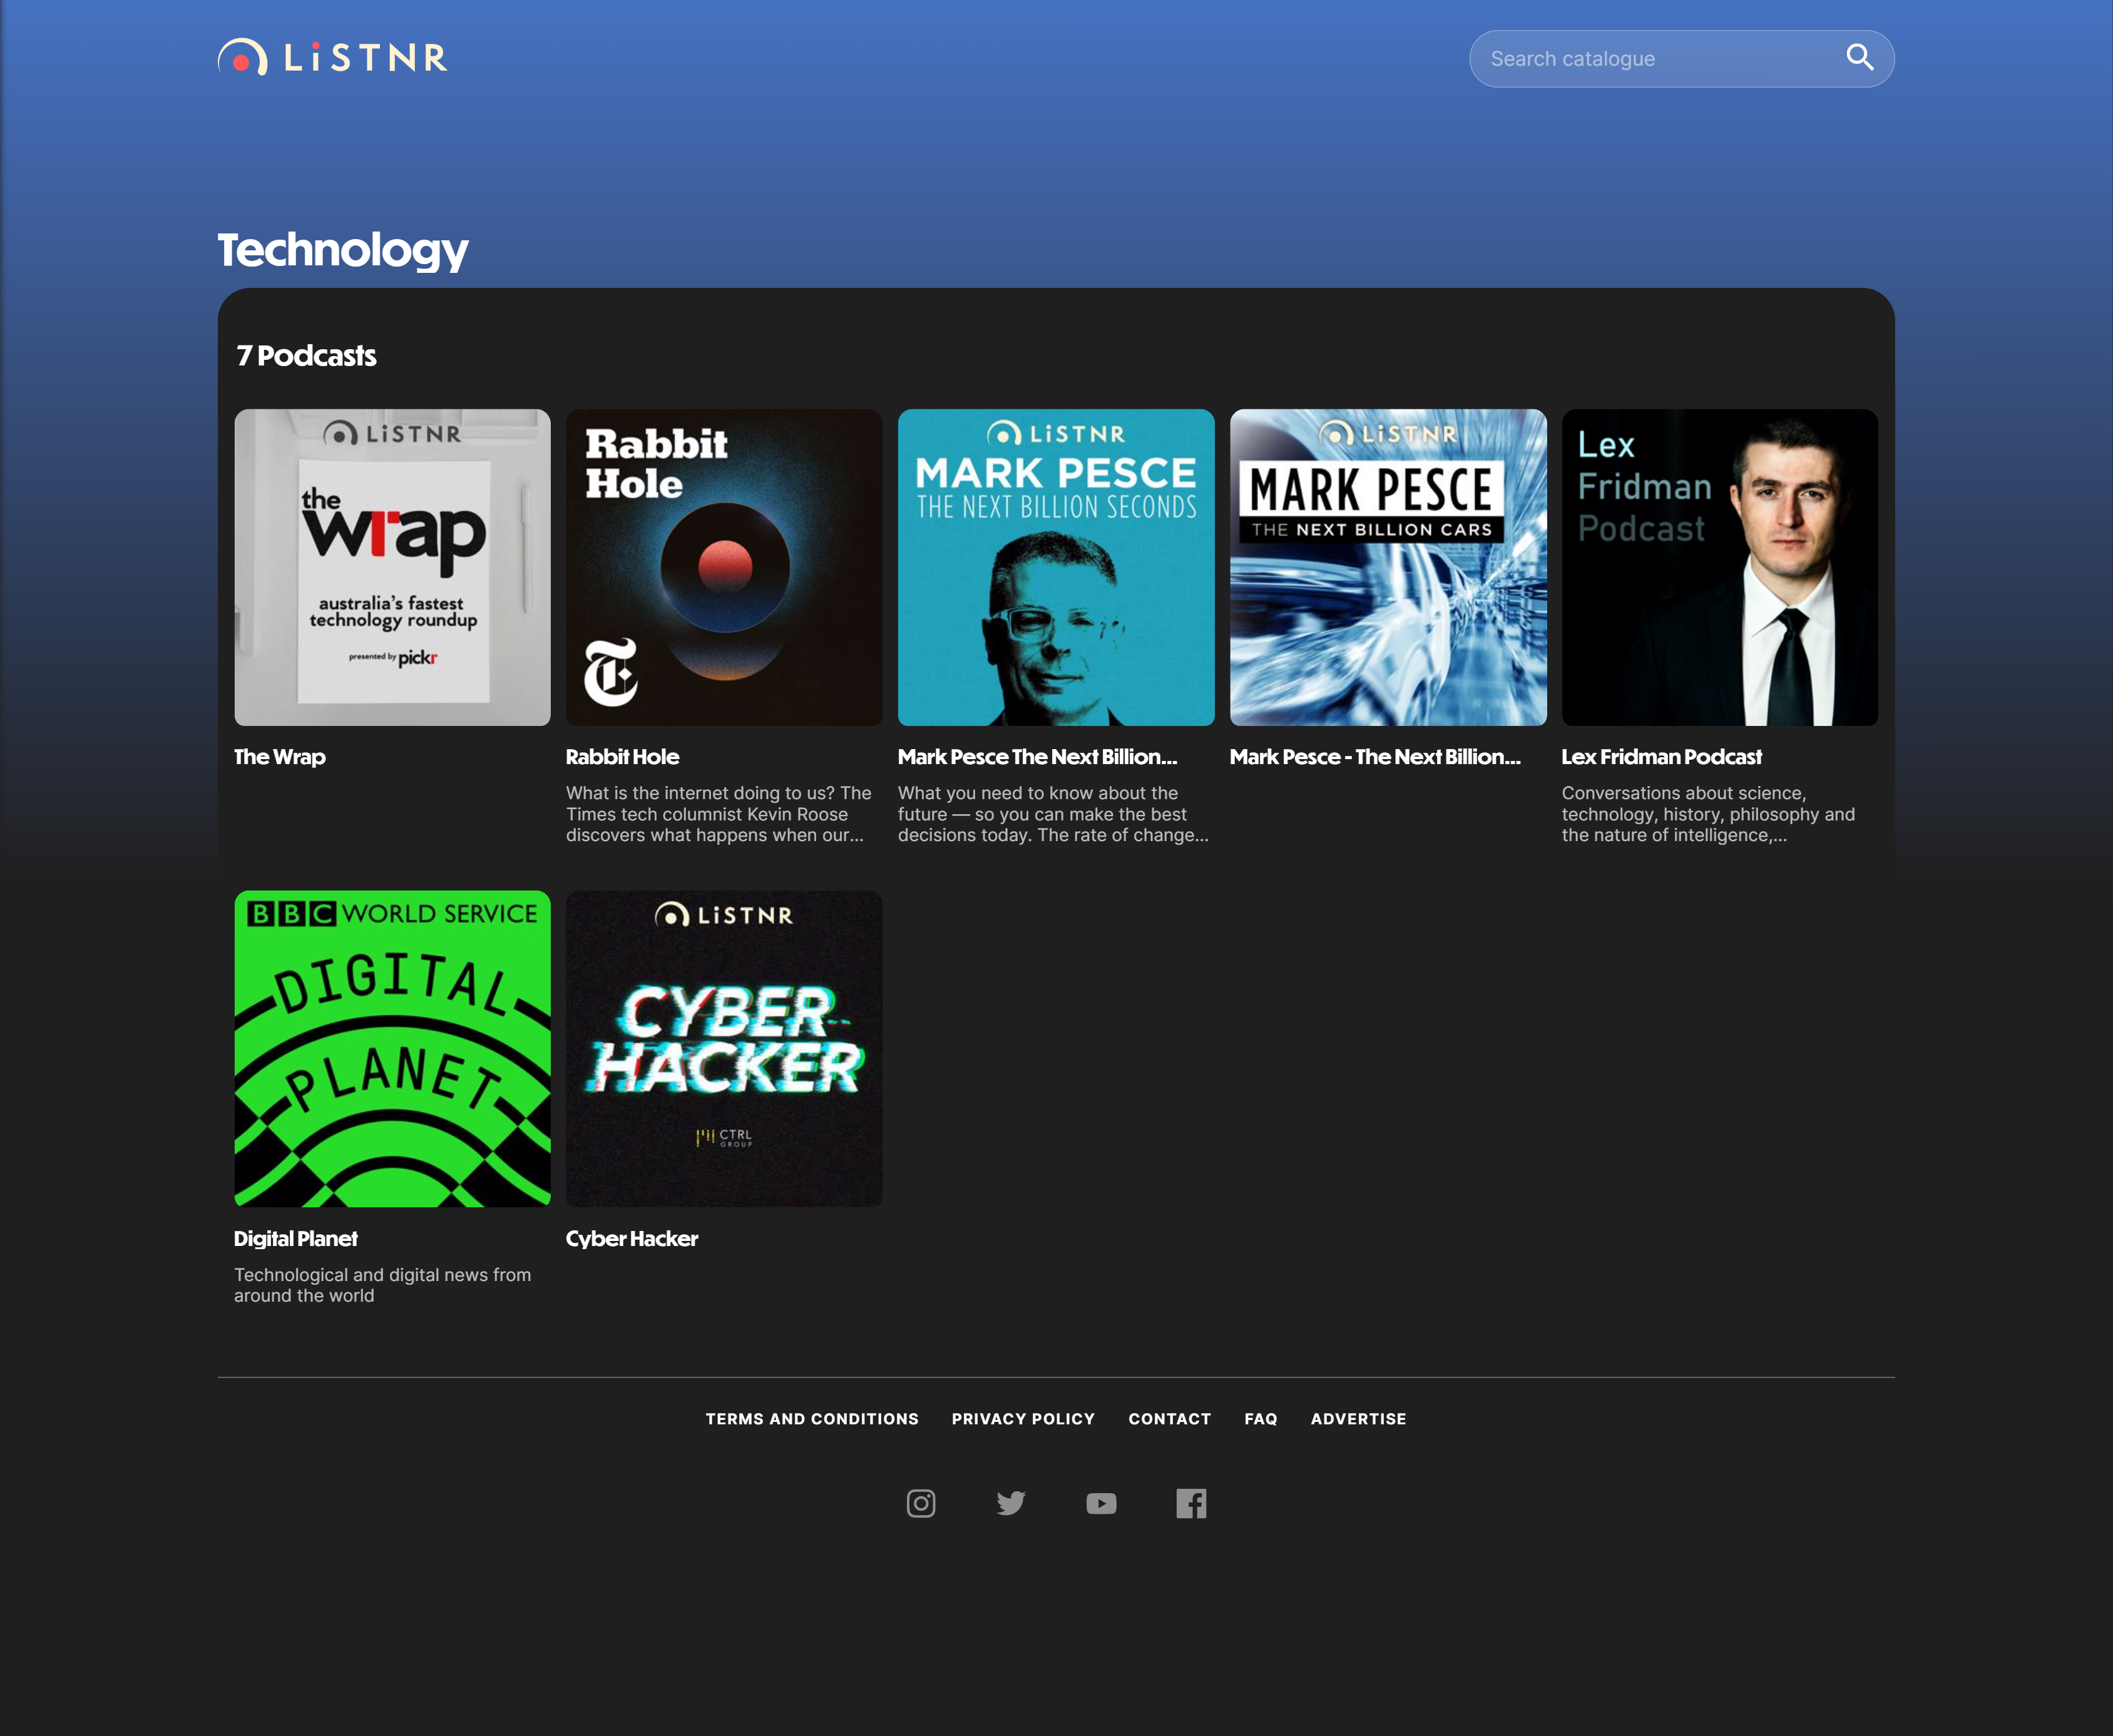 LiSTNR
Search catalogue
Technology
7 Podcasts
LiSTNR
the
wrap
australia's fastest
technology roundup
presented by pickr
Rabbit
Hole
T
LiSTNR
MARK PESCE
THE NEXT BILLION SECONDS
LiSTNR
MARK PESCE
THE NEXT BILLION CARS
Lex
Fridman
Podcast
The Wrap
Rabbit Hole
What is the internet doing to us? The
Times tech columnist Kevin Roose
discovers what happens when our...
Mark Pesce The Next Billion...
What you need to know about the
future — so you can make the best
decisions today. The rate of change...
Mark Pesce - The Next Billion...
Lex Fridman Podcast
Conversations about science,
technology, history, philosophy and
the nature of intelligence,...
BBC WORLD SERVICE
DIGITAL
PLANET
LiSTNR
CYBER
HACKER
CTRL
GROUP
Digital Planet
Technological and digital news from
around the world
Cyber Hacker
TERMS AND CONDITIONS PRIVACY POLICY CONTACT FAQ ADVERTISE